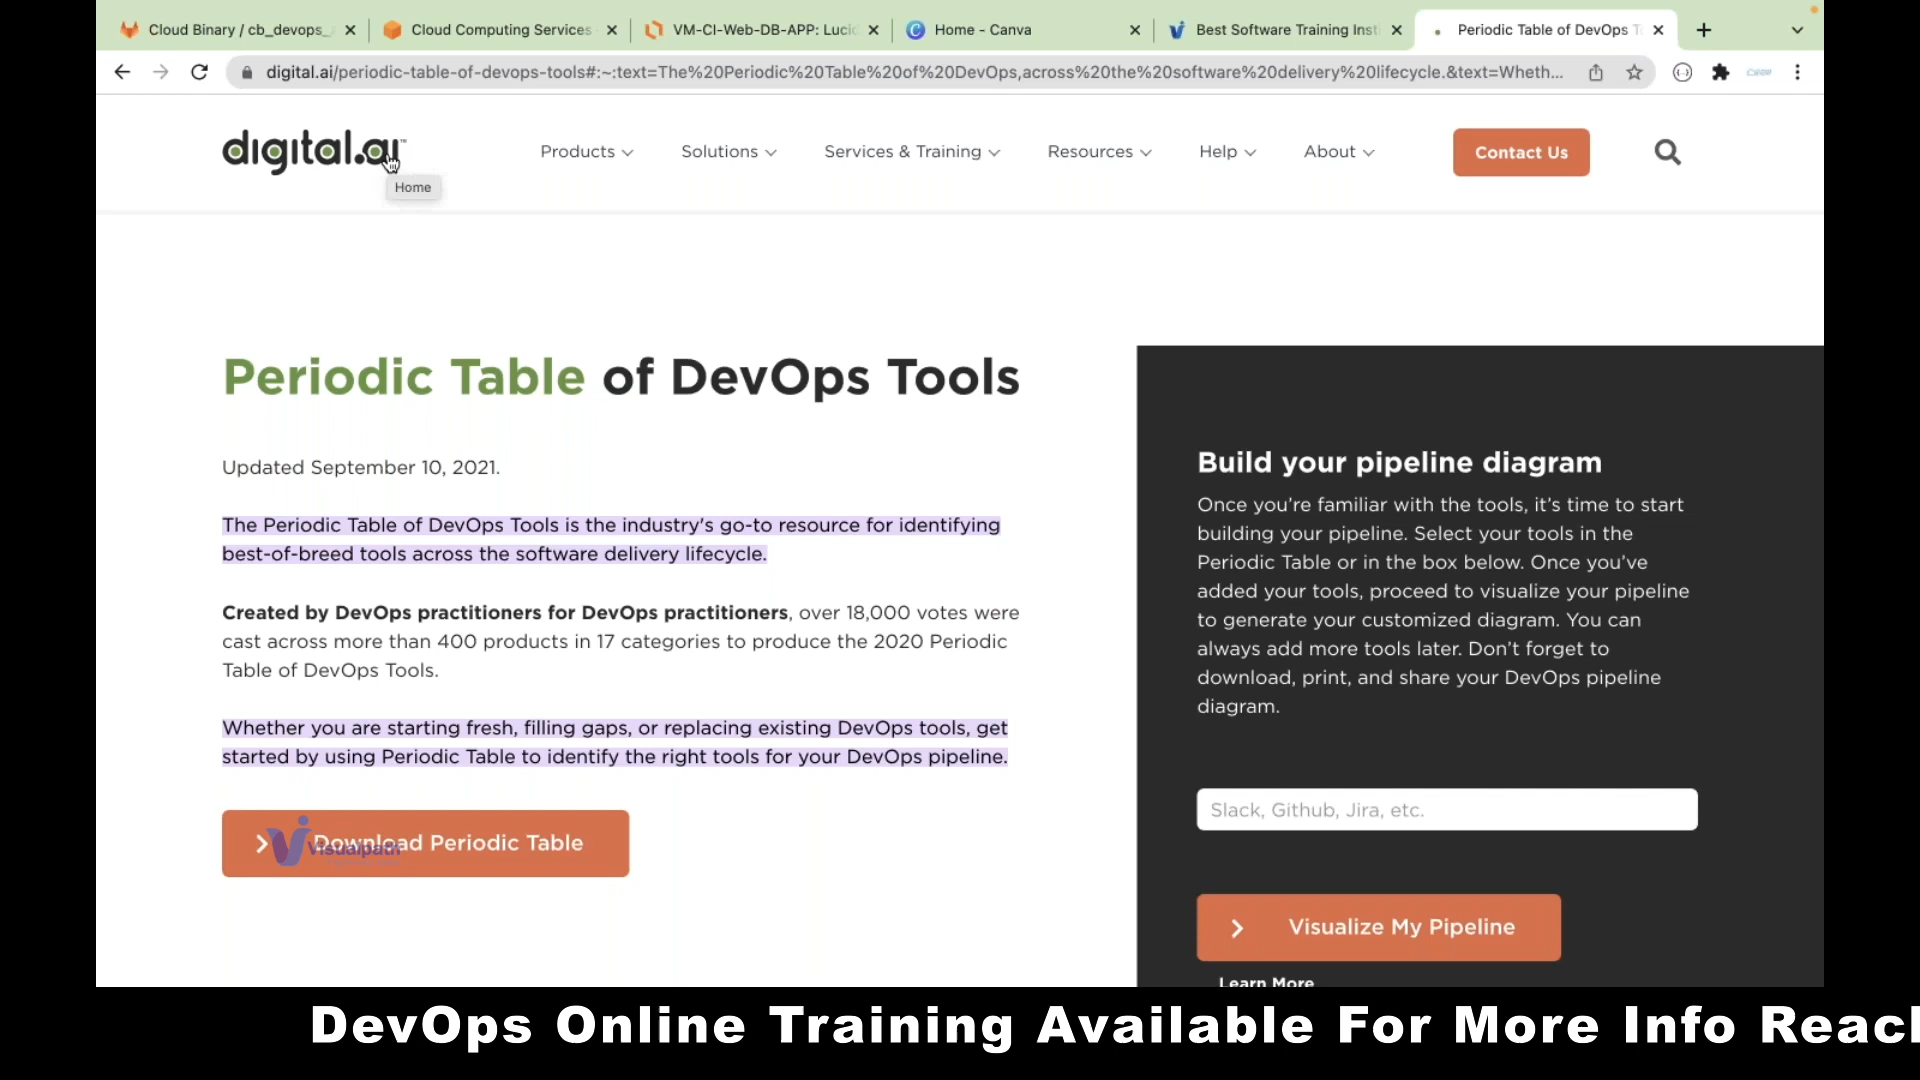 Cloud Binary / cb_devops_
Cloud Computing Services
VM-CI-Web-DB-APP: Lucid
Home - Canva
Best Software Training Insti
Periodic Table of DevOps T
digital.ai/periodic-table-of-devops-tools#:~:text=The%20Periodic%20Table%20of%20DevOps,across%20the%20software%20delivery%20lifecycle.&text=Wheth...
digital.ai™
Products
Solutions
Services & Training
Resources
Help
About
Contact Us
Home
Periodic Table of DevOps Tools
Updated September 10, 2021.
The Periodic Table of DevOps Tools is the industry's go-to resource for identifying
best-of-breed tools across the software delivery lifecycle.
Created by DevOps practitioners for DevOps practitioners, over 18,000 votes were
cast across more than 400 products in 17 categories to produce the 2020 Periodic
Table of DevOps Tools.
Whether you are starting fresh, filling gaps, or replacing existing DevOps tools, get
started by using Periodic Table to identify the right tools for your DevOps pipeline.
Download Periodic Table
Visualpath
Build your pipeline diagram
Once you’re familiar with the tools, it’s time to start
building your pipeline. Select your tools in the
Periodic Table or in the box below. Once you’ve
added your tools, proceed to visualize your pipeline
to generate your customized diagram. You can
always add more tools later. Don’t forget to
download, print, and share your DevOps pipeline
diagram.
Slack, Github, Jira, etc.
Visualize My Pipeline
Learn More
DevOps Online Training Available For More Info Reach